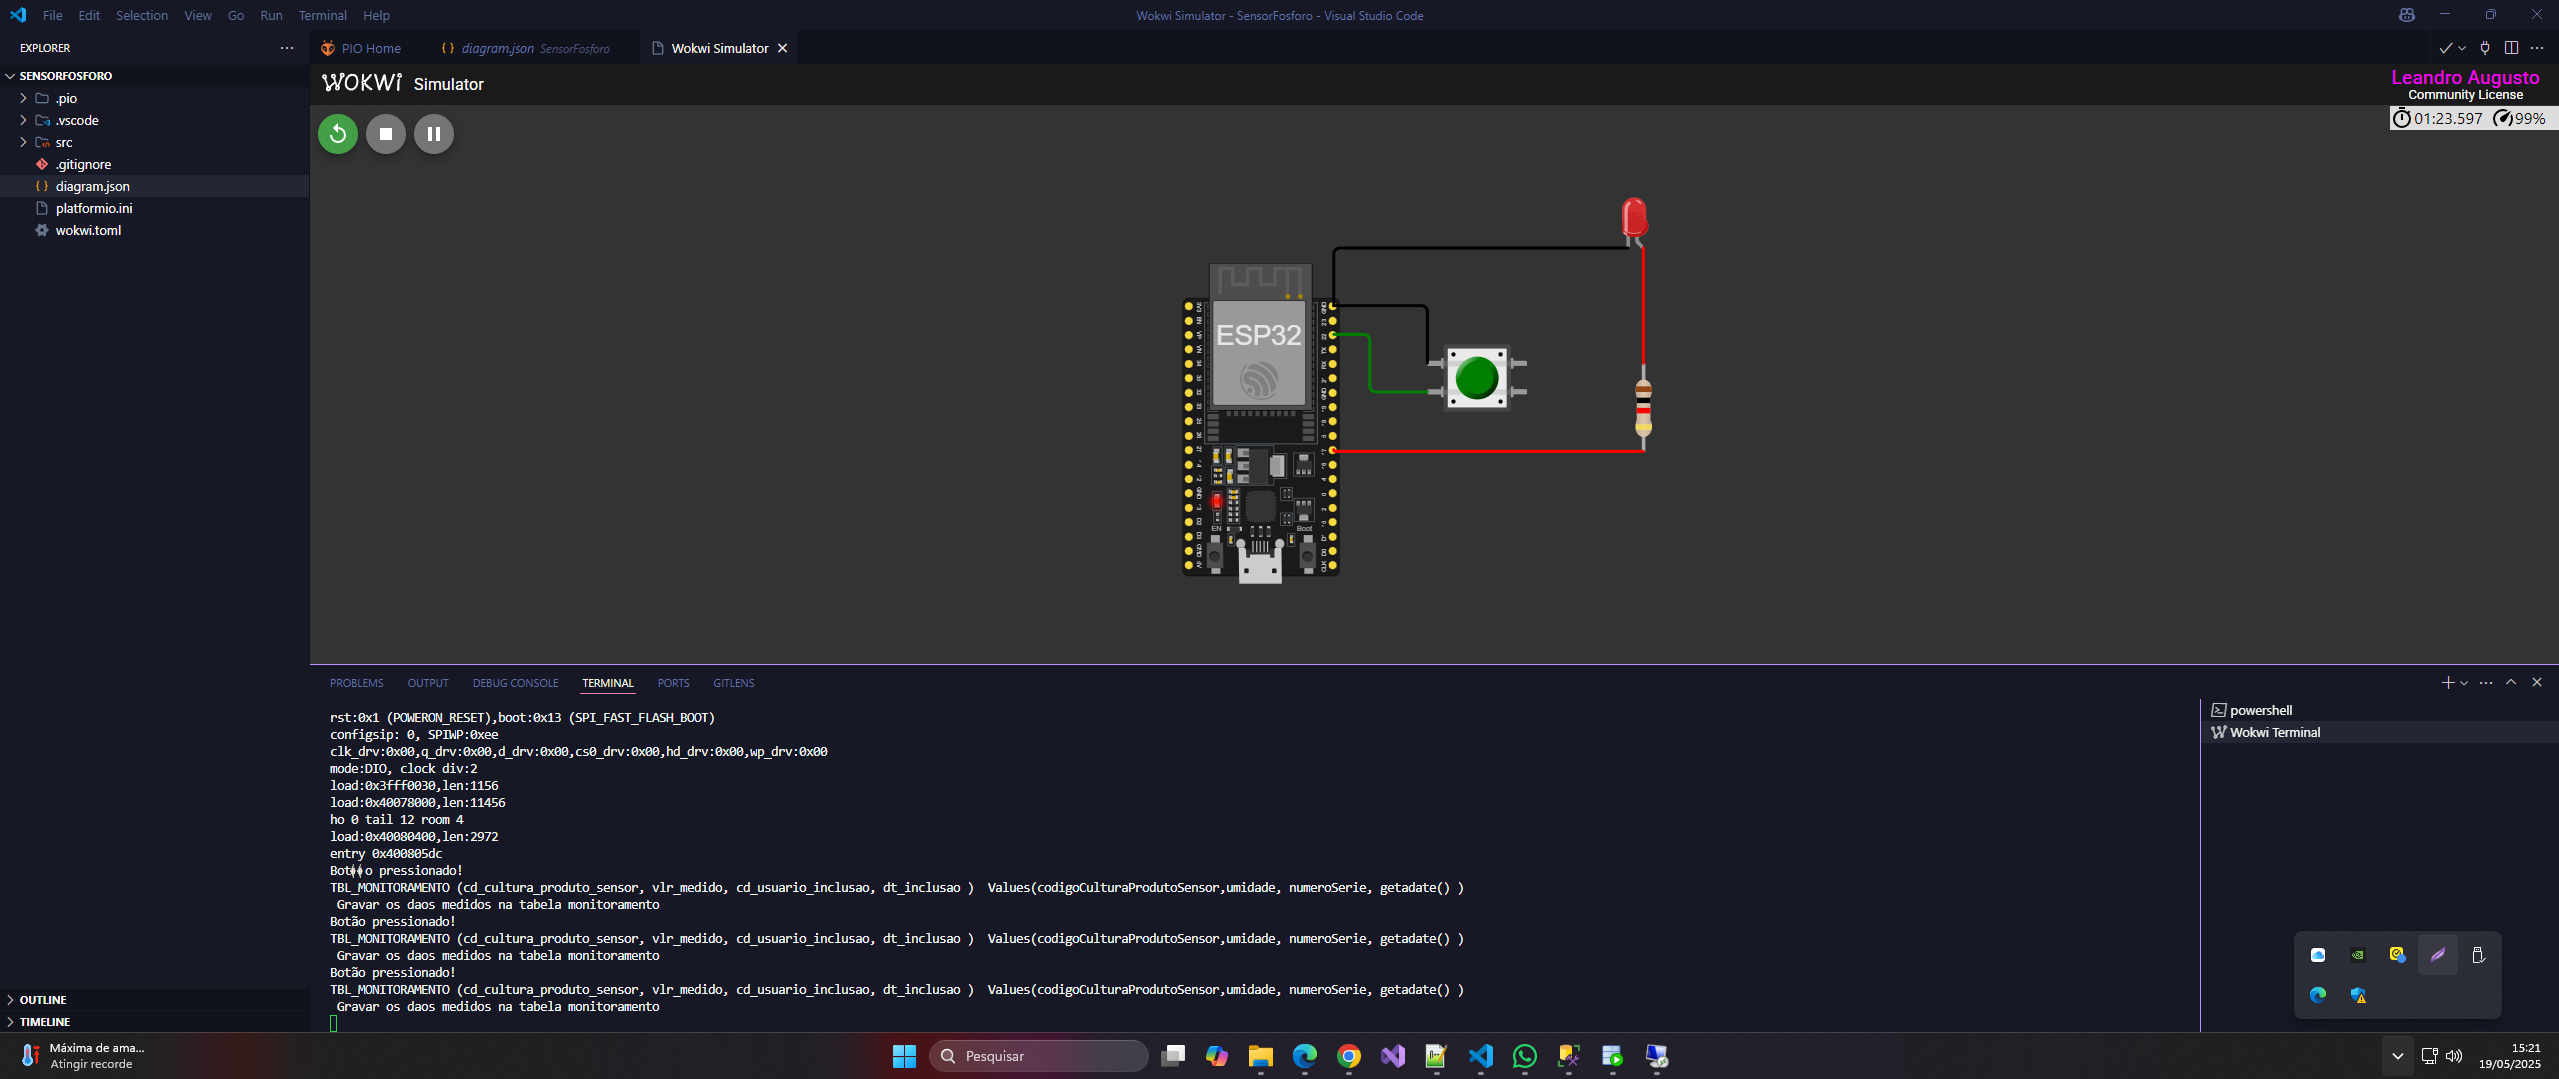 File Edit Selection View Go Run Terminal Help
Wokwi Simulator - SensorFosforo - Visual Studio Code
EXPLORER
PIO Home
diagram.json SensorFosforo
Wokwi Simulator
SENSORFOSFORO
.pio
.vscode
src
.gitignore
diagram.json
platformio.ini
wokwi.toml
WOKWi Simulator
Leandro Augusto
Community License
01:23.597 99%
ESP32
EN Boot
PROBLEMS OUTPUT DEBUG CONSOLE TERMINAL PORTS GITLENS
rst:0x1 (POWERON_RESET),boot:0x13 (SPI_FAST_FLASH_BOOT)
configsip: 0, SPIWP:0xee
clk_drv:0x00,q_drv:0x00,d_drv:0x00,cs0_drv:0x00,hd_drv:0x00,wp_drv:0x00
mode:DIO, clock div:2
load:0x3fff0030,len:1156
load:0x40078000,len:11456
ho 0 tail 12 room 4
load:0x40080400,len:2972
entry 0x400805dc
Bot��o pressionado!
TBL_MONITORAMENTO (cd_cultura_produto_sensor, vlr_medido, cd_usuario_inclusao, dt_inclusao ) Values(codigoCulturaProdutoSensor,umidade, numeroSerie, getadate() )
Gravar os daos medidos na tabela monitoramento
Botão pressionado!
TBL_MONITORAMENTO (cd_cultura_produto_sensor, vlr_medido, cd_usuario_inclusao, dt_inclusao ) Values(codigoCulturaProdutoSensor,umidade, numeroSerie, getadate() )
Gravar os daos medidos na tabela monitoramento
Botão pressionado!
TBL_MONITORAMENTO (cd_cultura_produto_sensor, vlr_medido, cd_usuario_inclusao, dt_inclusao ) Values(codigoCulturaProdutoSensor,umidade, numeroSerie, getadate() )
Gravar os daos medidos na tabela monitoramento
powershell
Wokwi Terminal
OUTLINE
TIMELINE
Máxima de ama...
Atingir recorde
Pesquisar
15:21
19/05/2025